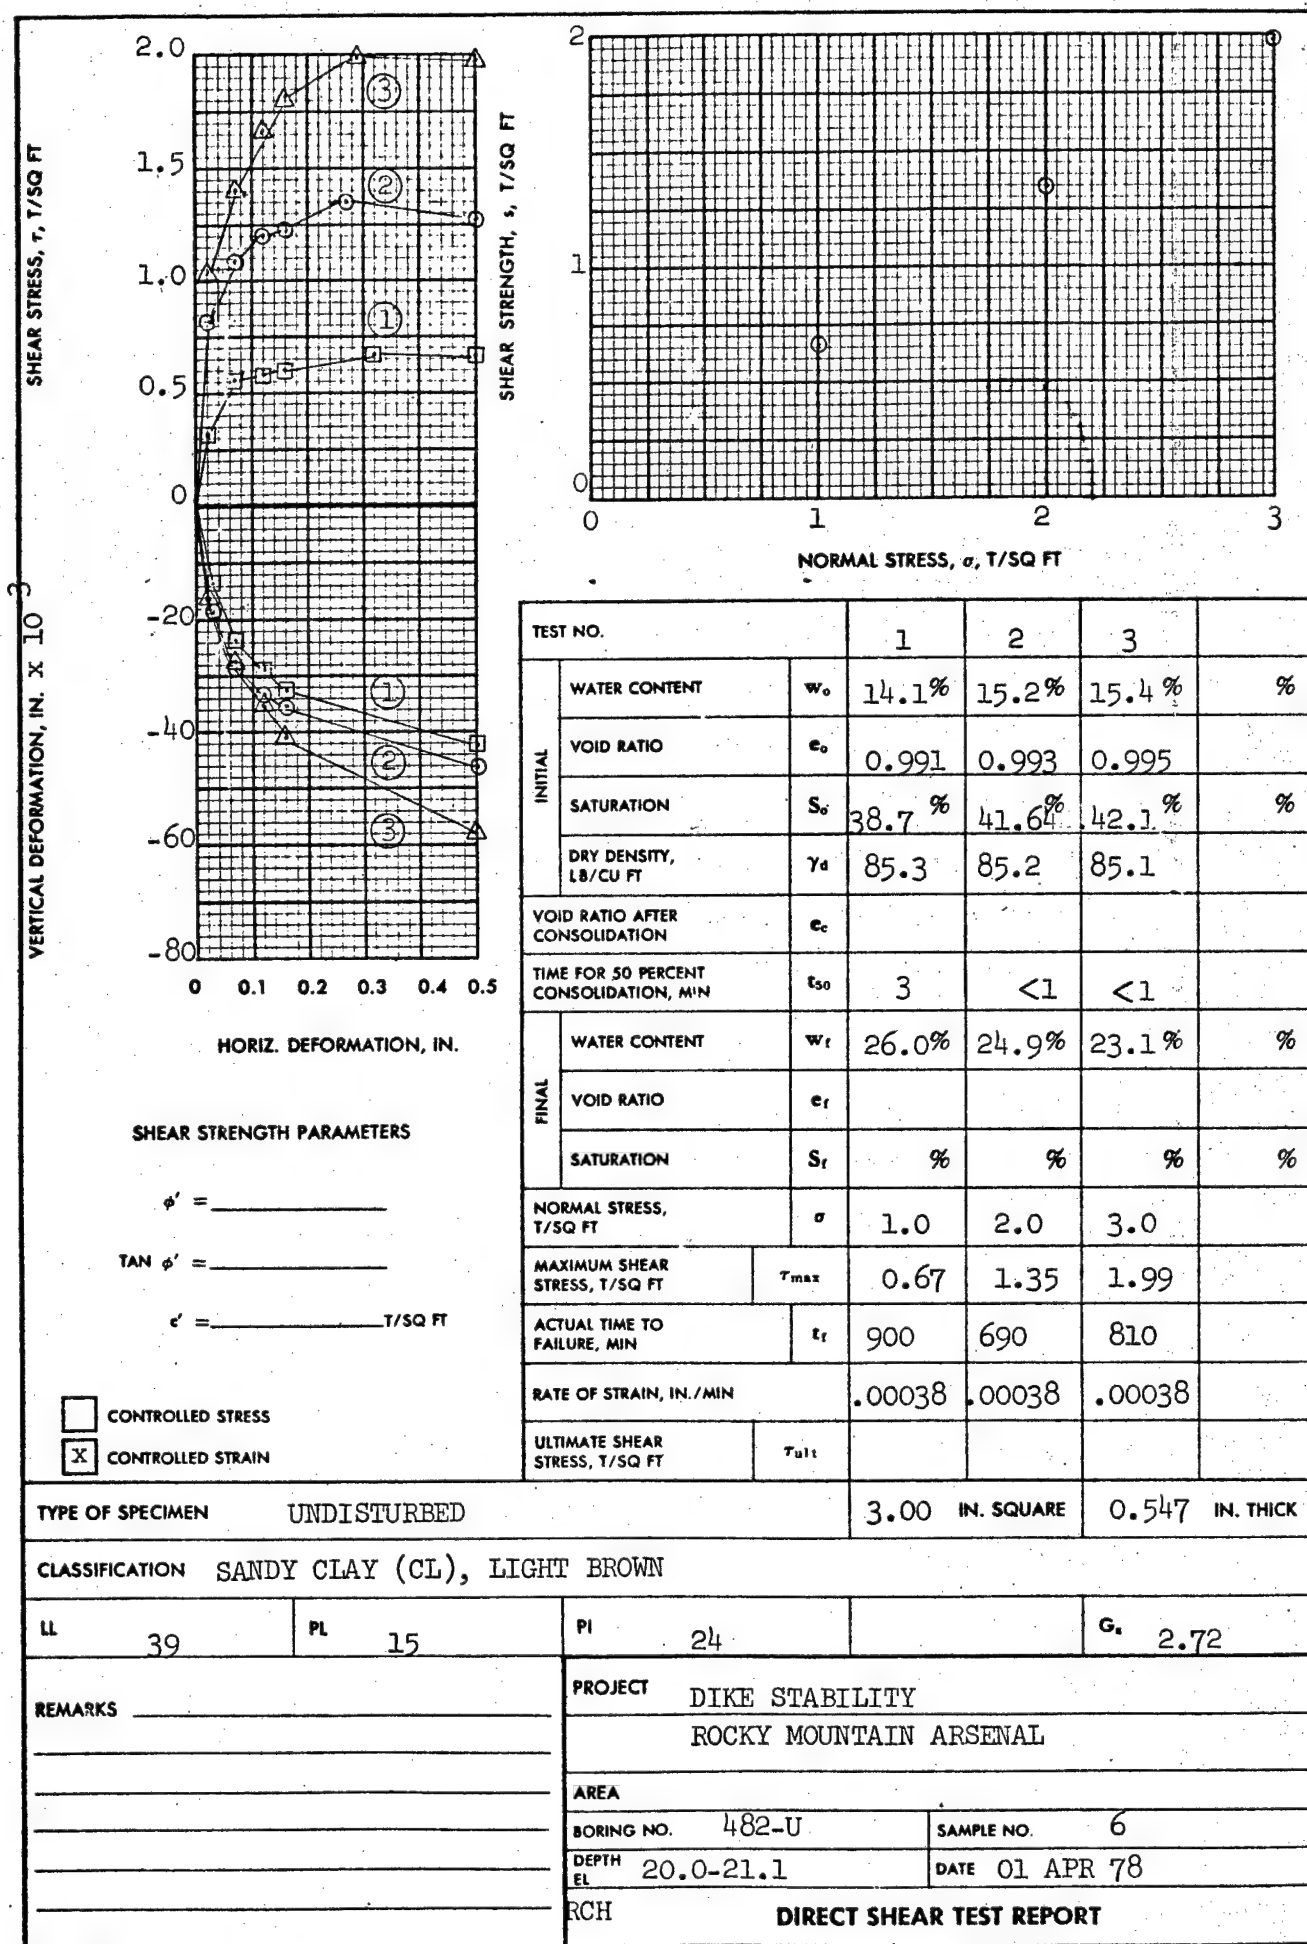 SHEAR STRESS, τ, T/SQ FT
2.0
1.5
1.0
0.5
0
③
②
①
VERTICAL DEFORMATION, IN. X 10³
-20
-40
-60
-80
①
②
③
0 0.1 0.2 0.3 0.4 0.5
HORIZ. DEFORMATION, IN.
SHEAR STRENGTH, s, T/SQ FT
2
1
0
0 1 2 3
NORMAL STRESS, σ, T/SQ FT
SHEAR STRENGTH PARAMETERS
φ' =
TAN φ' =
c' = T/SQ FT
CONTROLLED STRESS
X CONTROLLED STRAIN
TEST NO. 1 2 3
INITIAL
WATER CONTENT w₀ 14.1% 15.2% 15.4% %
VOID RATIO e₀ 0.991 0.993 0.995
SATURATION S₀ 38.7 % 41.64% 42.1 % %
DRY DENSITY, LB/CU FT γd 85.3 85.2 85.1
VOID RATIO AFTER CONSOLIDATION ec
TIME FOR 50 PERCENT CONSOLIDATION, MIN t50 3 <1 <1
FINAL
WATER CONTENT wf 26.0% 24.9% 23.1% %
VOID RATIO ef
SATURATION Sf % % % %
NORMAL STRESS, T/SQ FT σ 1.0 2.0 3.0
MAXIMUM SHEAR STRESS, T/SQ FT τmax 0.67 1.35 1.99
ACTUAL TIME TO FAILURE, MIN tf 900 690 810
RATE OF STRAIN, IN./MIN .00038 .00038 .00038
ULTIMATE SHEAR STRESS, T/SQ FT τult
TYPE OF SPECIMEN UNDISTURBED 3.00 IN. SQUARE 0.547 IN. THICK
CLASSIFICATION SANDY CLAY (CL), LIGHT BROWN
LL 39 PL 15 PI 24 Gs 2.72
REMARKS
PROJECT DIKE STABILITY
ROCKY MOUNTAIN ARSENAL
AREA
BORING NO. 482-U SAMPLE NO. 6
DEPTH EL 20.0-21.1 DATE 01 APR 78
RCH DIRECT SHEAR TEST REPORT